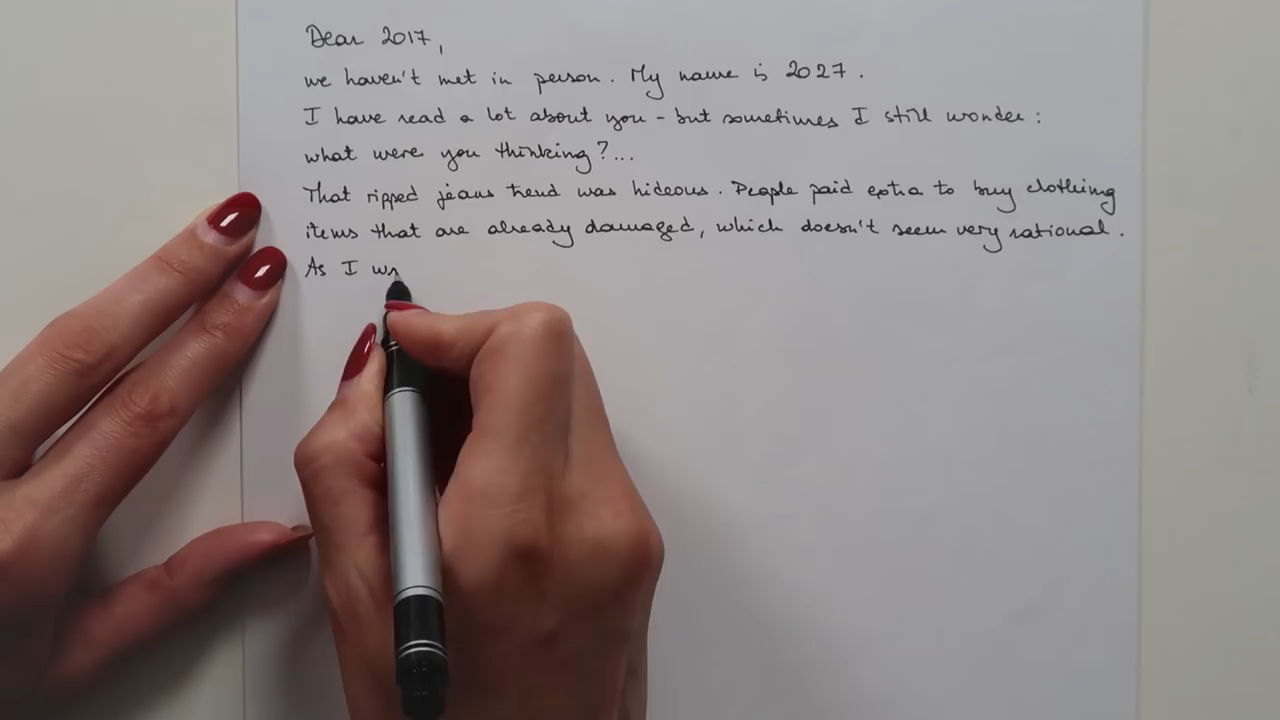 Dear 2017,
we haven't met in person. My name is 2027.
I have read a lot about you - but sometimes I still wonder:
what were you thinking?...
That ripped jeans trend was hideous. People paid extra to buy clothing
items that are already damaged, which doesn't seem very rational.
As I